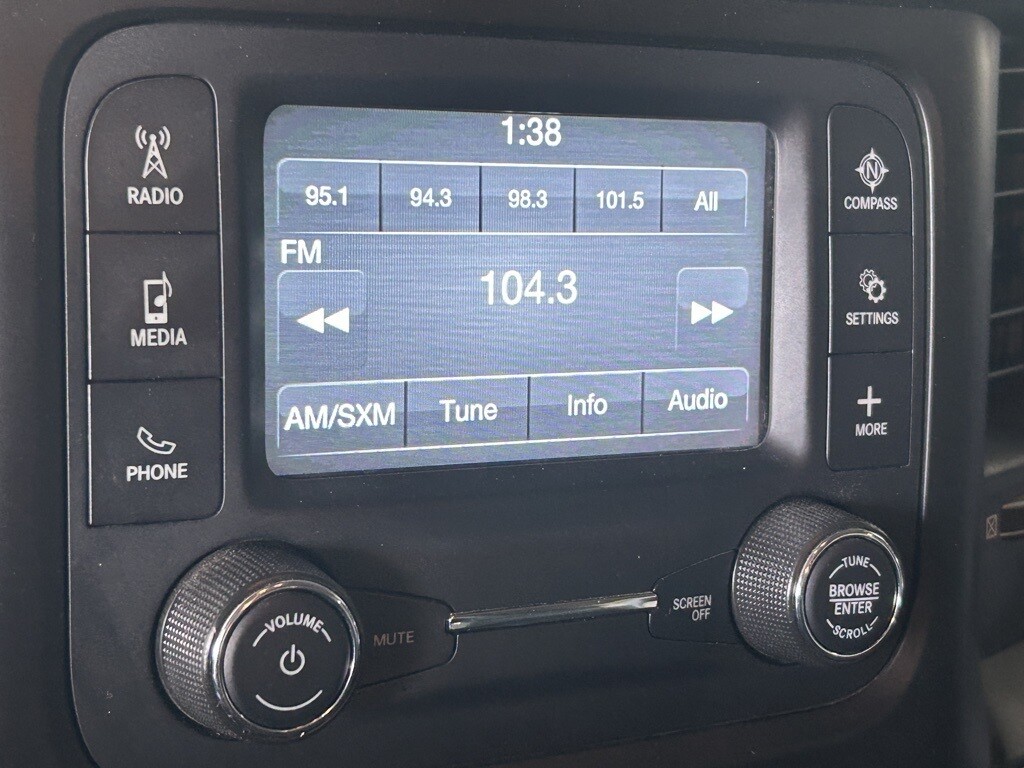 RADIO
MEDIA
PHONE
1:38
95.1 94.3 98.3 101.5 All
FM
104.3
AM/SXM Tune Info Audio
N
COMPASS
SETTINGS
MORE
VOLUME
MUTE
SCREEN
OFF
TUNE
BROWSE
ENTER
SCROLL